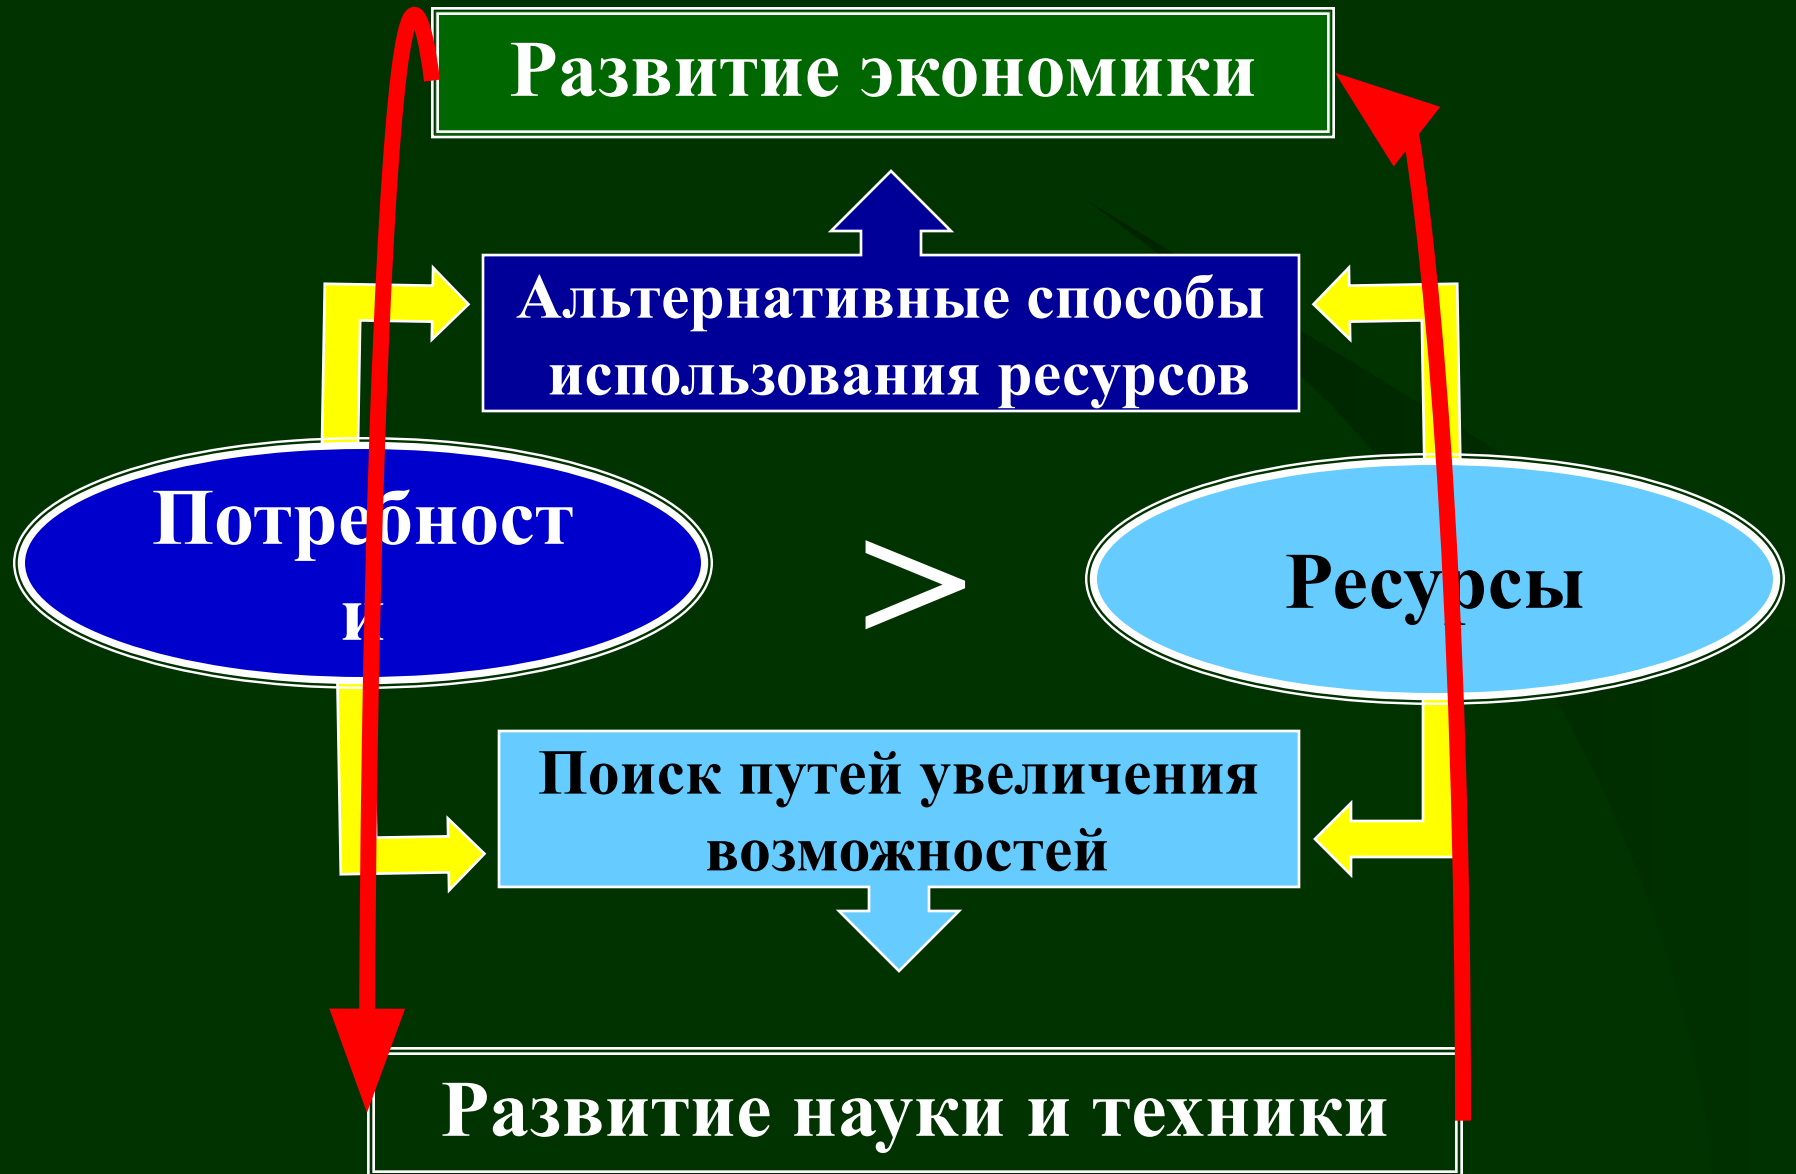 Развитие экономики
Альтернативные способы
использования ресурсов
Потребност
и
>
Ресурсы
Поиск путей увеличения
возможностей
Развитие науки и техники